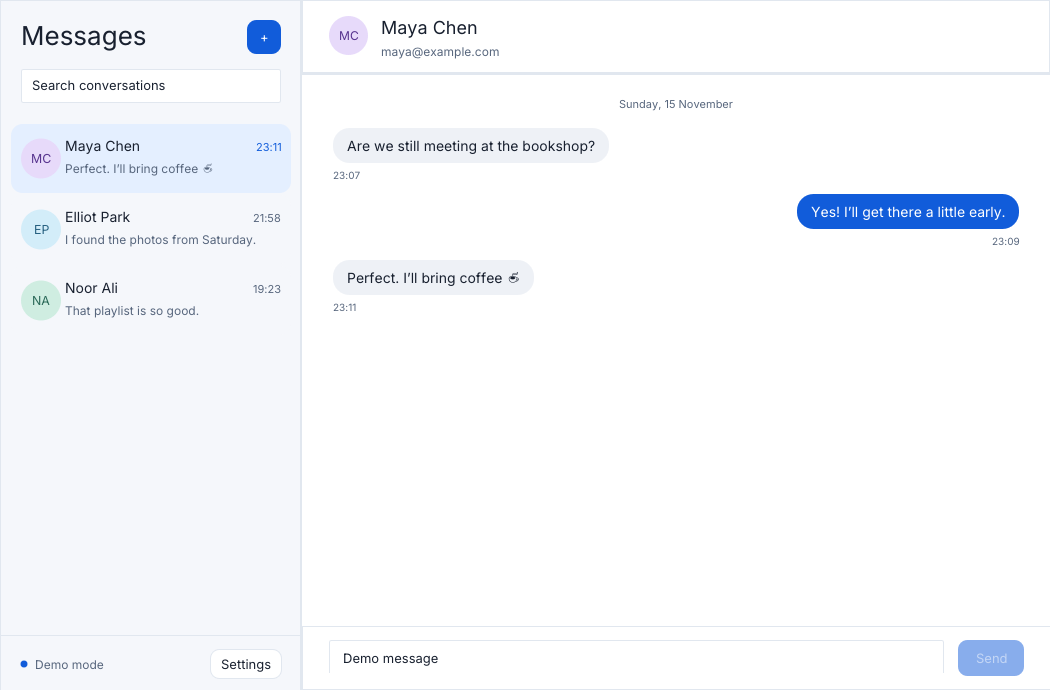 Messages
+
Search conversations
MC
Maya Chen
23:11
Perfect. I’ll bring coffee ☕
EP
Elliot Park
21:58
I found the photos from Saturday.
NA
Noor Ali
19:23
That playlist is so good.
Demo mode
Settings
MC
Maya Chen
maya@example.com
Sunday, 15 November
Are we still meeting at the bookshop?
23:07
Yes! I’ll get there a little early.
23:09
Perfect. I’ll bring coffee ☕
23:11
Demo message
Send